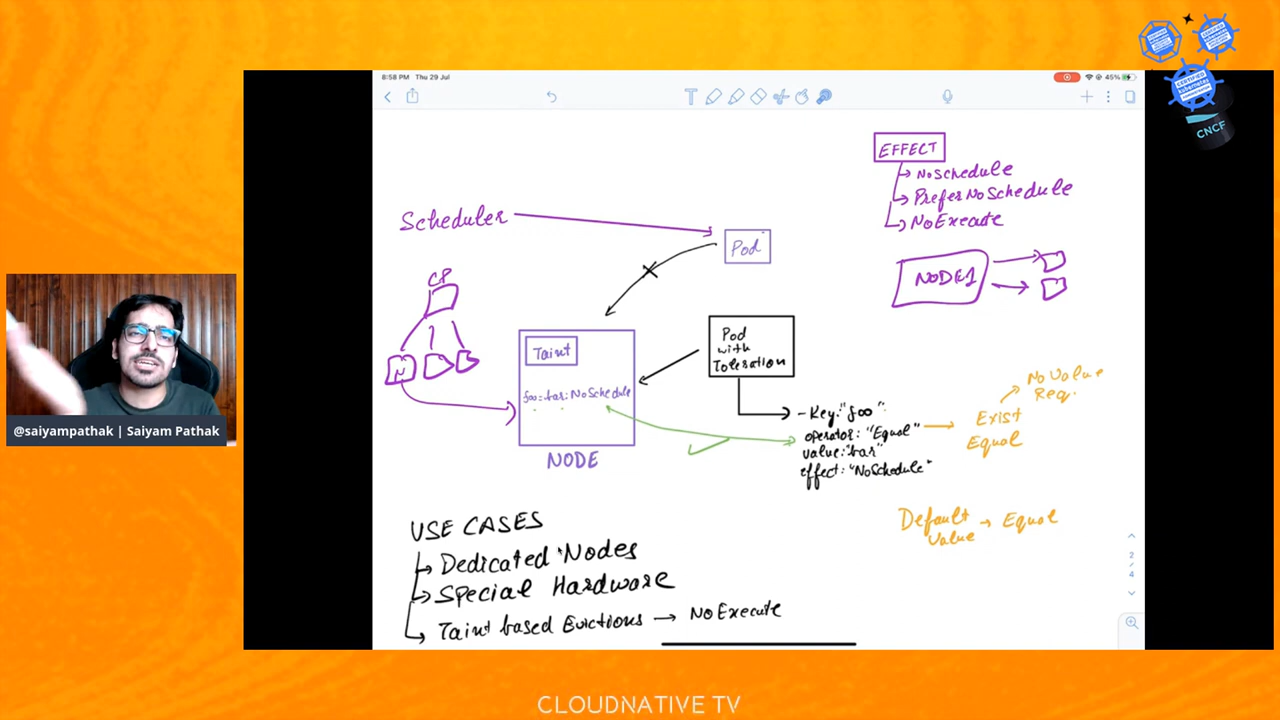 8:58 PM Thu 29 Jul
45%
T
EFFECT
NoSchedule
PreferNoSchedule
NoExecute
Scheduler
Pod
CP
NODE1
N
Taint
foo=bar:NoSchedule
NODE
Pod
with
Toleration
- Key: "foo"
operator: "Equal"
value: "bar"
effect: "NoSchedule"
No Value
Req.
Exist
Equal
Default
Value → Equal
USE CASES
Dedicated Nodes
Special Hardware
Taint based Evictions → NoExecute
2
4
@saiyampathak | Saiyam Pathak
CNCF
CLOUDNATIVE TV